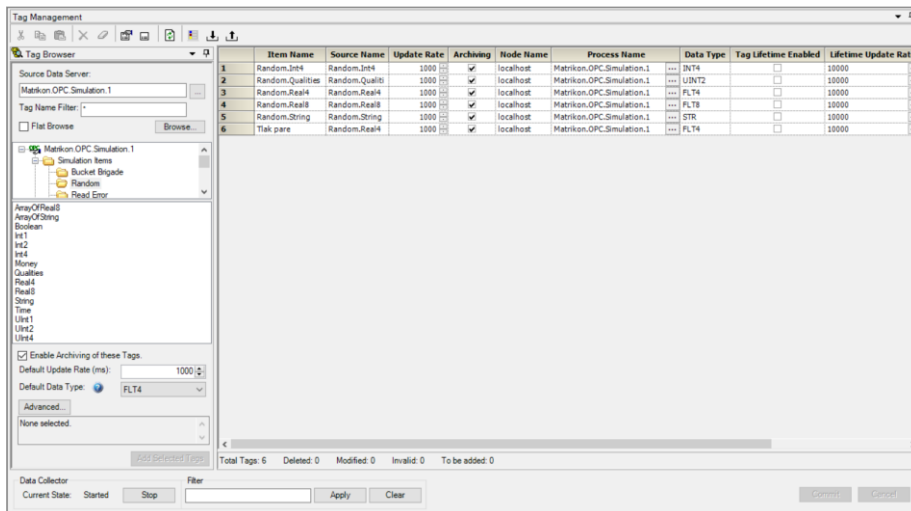 Tag Management
Tag Browser
Source Data Server:
Matrikon.OPC.Simulation.1
...
Tag Name Filter: *
Flat Browse Browse...
Matrikon.OPC.Simulation.1
Simulation Items
Bucket Brigade
Random
Read Error
ArrayOfReal8
ArrayOfString
Boolean
Int1
Int2
Int4
Money
Qualities
Real4
Real8
String
Time
UInt1
UInt2
UInt4
Enable Archiving of these Tags.
Default Update Rate (ms): 1000
Default Data Type: FLT4
Advanced...
None selected.
Add Selected Tags
Item Name Source Name Update Rate Archiving Node Name Process Name Data Type Tag Lifetime Enabled Lifetime Update Rat
1 Random.Int4 Random.Int4 1000 localhost Matrikon.OPC.Simulation.1 ... INT4 10000
2 Random.Qualities Random.Qualiti 1000 localhost Matrikon.OPC.Simulation.1 ... UINT2 10000
3 Random.Real4 Random.Real4 1000 localhost Matrikon.OPC.Simulation.1 ... FLT4 10000
4 Random.Real8 Random.Real8 1000 localhost Matrikon.OPC.Simulation.1 ... FLT8 10000
5 Random.String Random.String 1000 localhost Matrikon.OPC.Simulation.1 ... STR 10000
6 Tlak pare Random.Real4 1000 localhost Matrikon.OPC.Simulation.1 ... FLT4 10000
Total Tags: 6 Deleted: 0 Modified: 0 Invalid: 0 To be added: 0
Data Collector Filter
Current State: Started Stop Apply Clear Commit Cancel